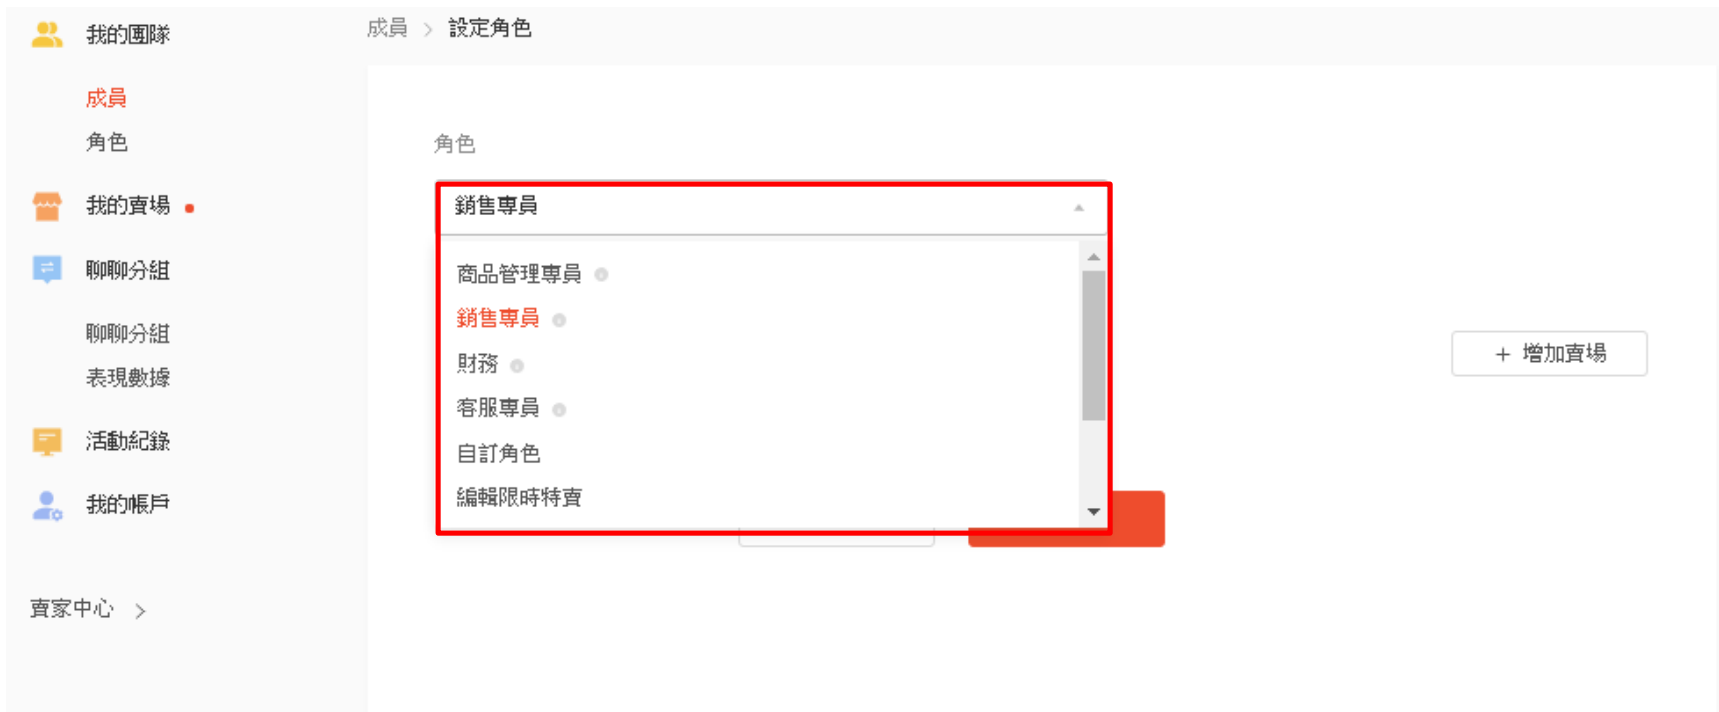 我的團隊
成員
角色
我的賣場
聊聊分組
聊聊分組
表現數據
活動紀錄
我的帳戶
賣家中心 >
成員 > 設定角色
角色
銷售專員
商品管理專員
銷售專員
財務
客服專員
自訂角色
編輯限時特賣
+ 增加賣場